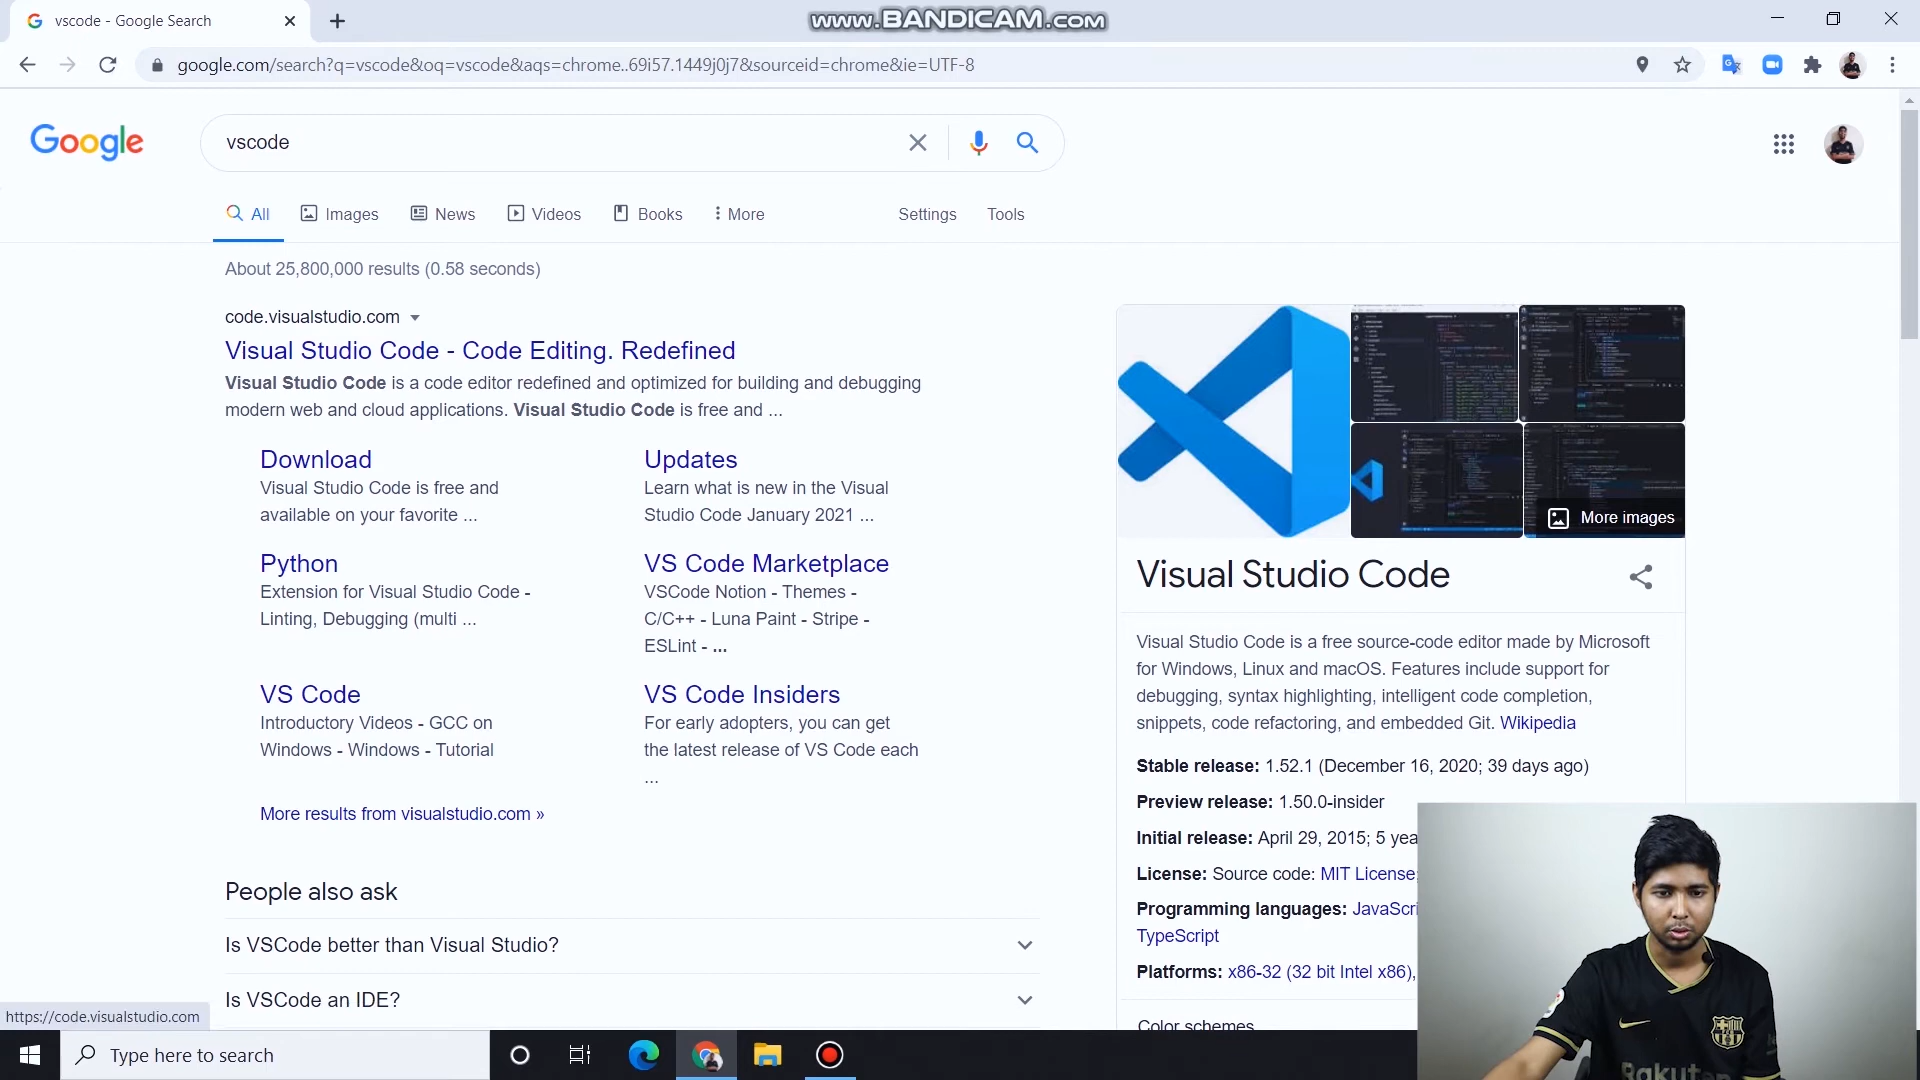 vscode - Google Search
www.BANDICAM.com
google.com/search?q=vscode&oq=vscode&aqs=chrome..69i57.1449j0j7&sourceid=chrome&ie=UTF-8
Google
vscode
All
Images
News
Videos
Books
More
Settings
Tools
About 25,800,000 results (0.58 seconds)
code.visualstudio.com
Visual Studio Code - Code Editing. Redefined
Visual Studio Code is a code editor redefined and optimized for building and debugging
modern web and cloud applications. Visual Studio Code is free and ...
Download
Visual Studio Code is free and
available on your favorite ...
Updates
Learn what is new in the Visual
Studio Code January 2021 ...
Python
Extension for Visual Studio Code -
Linting, Debugging (multi ...
VS Code Marketplace
VSCode Notion - Themes -
C/C++ - Luna Paint - Stripe -
ESLint - ...
VS Code
Introductory Videos - GCC on
Windows - Windows - Tutorial
VS Code Insiders
For early adopters, you can get
the latest release of VS Code each
...
More results from visualstudio.com »
People also ask
Is VSCode better than Visual Studio?
Is VSCode an IDE?
More images
Visual Studio Code
Visual Studio Code is a free source-code editor made by Microsoft
for Windows, Linux and macOS. Features include support for
debugging, syntax highlighting, intelligent code completion,
snippets, code refactoring, and embedded Git. Wikipedia
Stable release: 1.52.1 (December 16, 2020; 39 days ago)
Preview release: 1.50.0-insider
Initial release: April 29, 2015; 5 yea
License: Source code: MIT License;
Programming languages: JavaScri
TypeScript
Platforms: x86-32 (32 bit Intel x86),
Color schemes
https://code.visualstudio.com
Type here to search
Rakuten